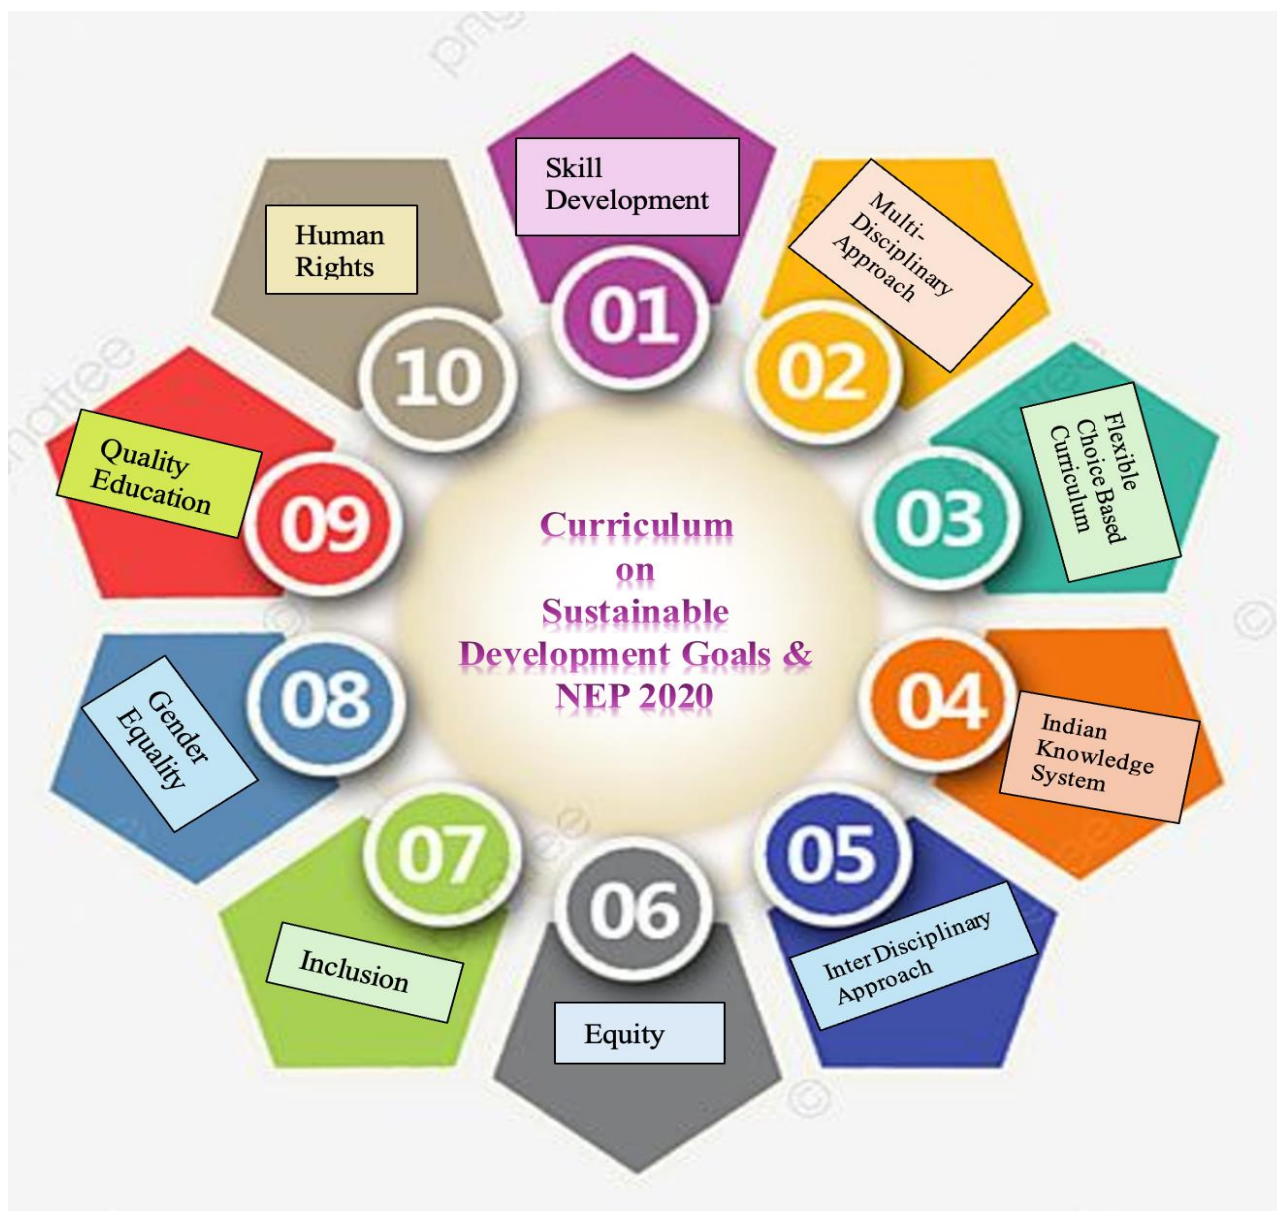 Skill
Development
01
Multi-
Disciplinary
Approach
02
Flexible
Choice Based
Curriculum
03
Indian
Knowledge
System
04
Inter Disciplinary
Approach
05
Equity
06
Inclusion
07
Gender
Equality
08
Quality
Education
09
Human
Rights
10
Curriculum
on
Sustainable
Development Goals &
NEP 2020